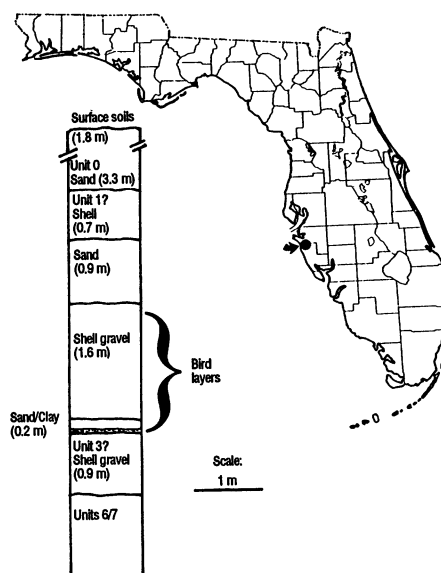 Surface soils
(1.8 m)
Unit 0
Sand (3.3 m)
Unit 1?
Shell
(0.7 m)
Sand
(0.9 m)
Shell gravel
(1.6 m)
Bird
layers
Sand/Clay
(0.2 m)
Unit 3?
Shell gravel
(0.9 m)
Scale:
1 m
Units 6/7